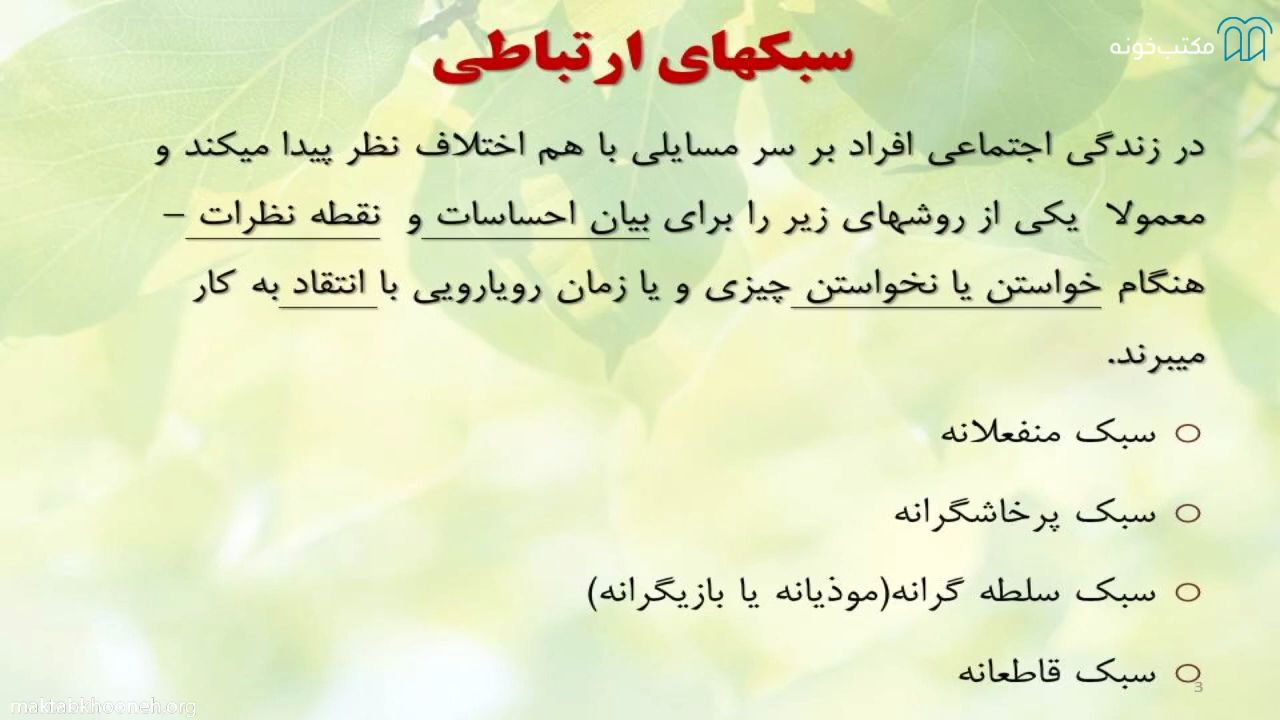 مکتب‌خونه
سبکهای ارتباطی
در زندگی اجتماعی افراد بر سر مسایلی با هم اختلاف نظر پیدا میکند و
معمولا یکی از روشهای زیر را برای بیان احساسات و نقطه نظرات –
هنگام خواستن یا نخواستن چیزی و یا زمان رویارویی با انتقاد به کار
میبرند.
○ سبک منفعلانه
○ سبک پرخاشگرانه
○ سبک سلطه گرانه(موذیانه یا بازیگرانه)
○ سبک قاطعانه
3
maktabkhooneh.org